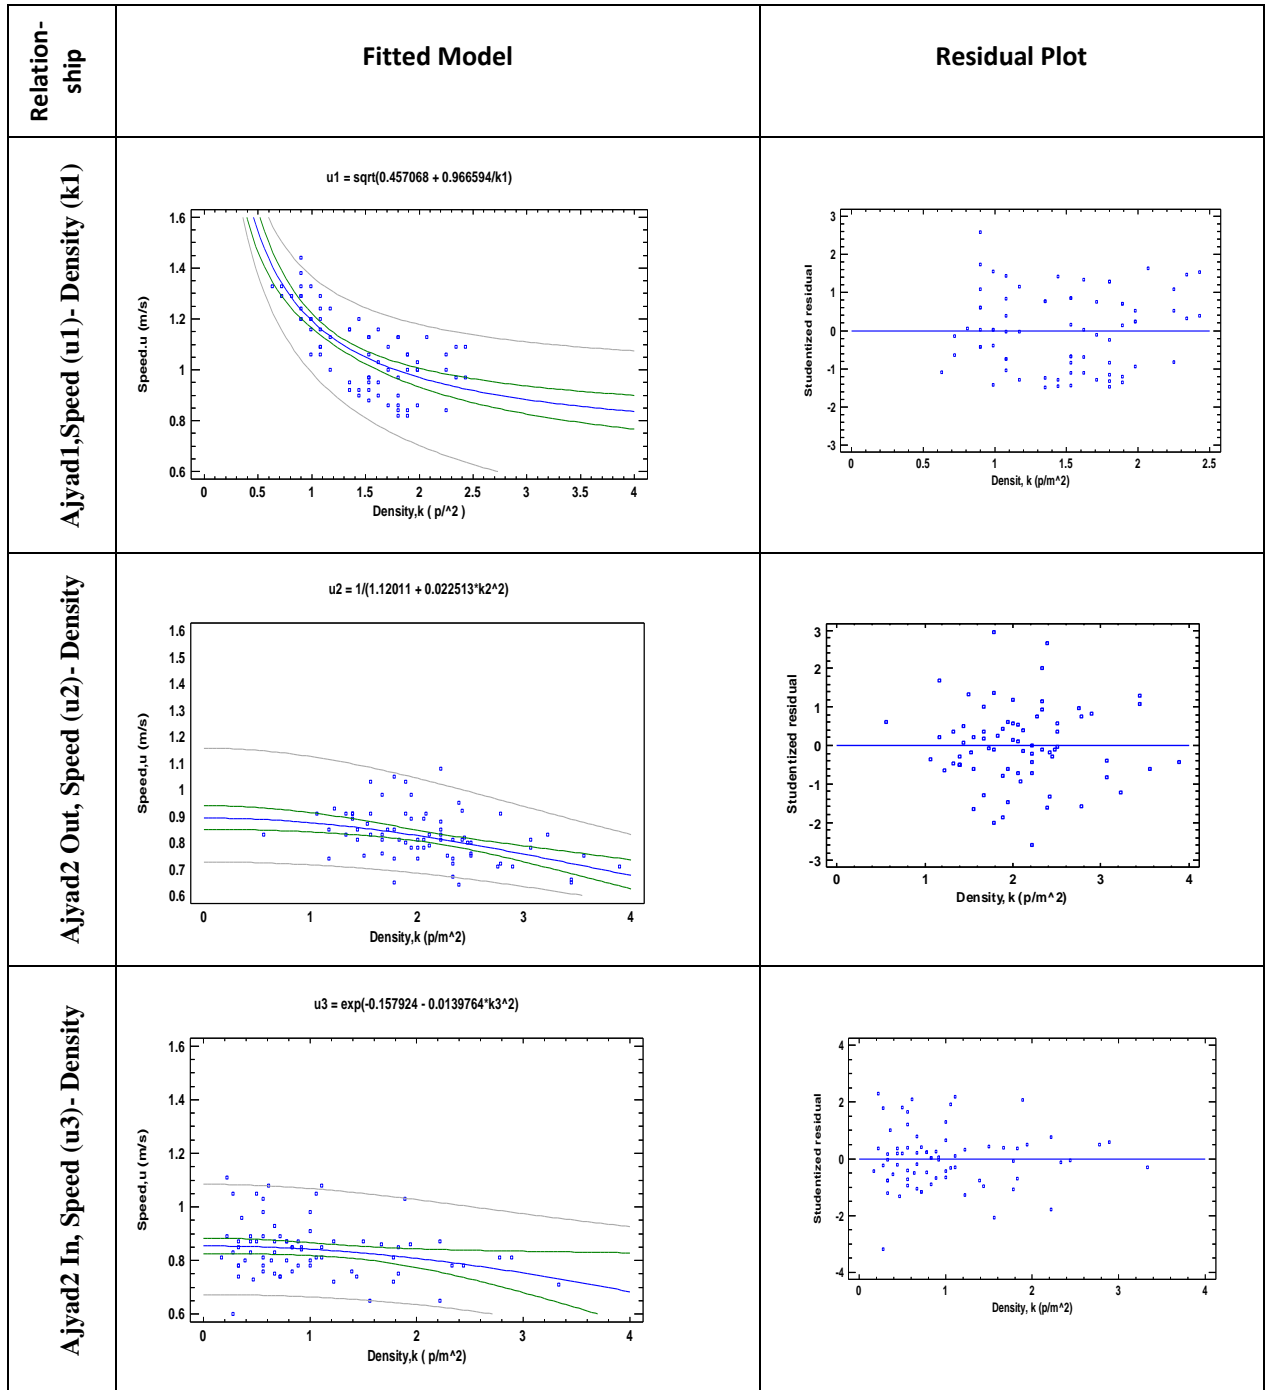 Relation-
ship
Fitted Model
Residual Plot
Ajyad1,Speed (u1)- Density (k1)
u1 = sqrt(0.457068 + 0.966594/k1)
Speed.u (m/s)
1.6
1.4
1.2
1
0.8
0.6
0 0.5 1 1.5 2 2.5 3 3.5 4
Density,k ( p/^2 )
Studentized residual
3
2
1
0
-1
-2
-3
0 0.5 1 1.5 2 2.5
Densit, k (p/m^2)
Ajyad2 Out, Speed (u2)- Density
u2 = 1/(1.12011 + 0.022513*k2^2)
Speed,u (m/s)
1.6
1.5
1.4
1.3
1.2
1.1
1
0.9
0.8
0.7
0.6
0 1 2 3 4
Density,k (p/m^2)
Studentized residual
3
2
1
0
-1
-2
-3
0 1 2 3 4
Density, k (p/m^2)
Ajyad2 In, Speed (u3)- Density
u3 = exp(-0.157924 - 0.0139764*k3^2)
Speed,u (m/s)
1.6
1.4
1.2
1
0.8
0.6
0 1 2 3 4
Density,k ( p/m^2)
Studentized residual
4
2
0
-2
-4
0 1 2 3 4
Density, k (p/m^2)